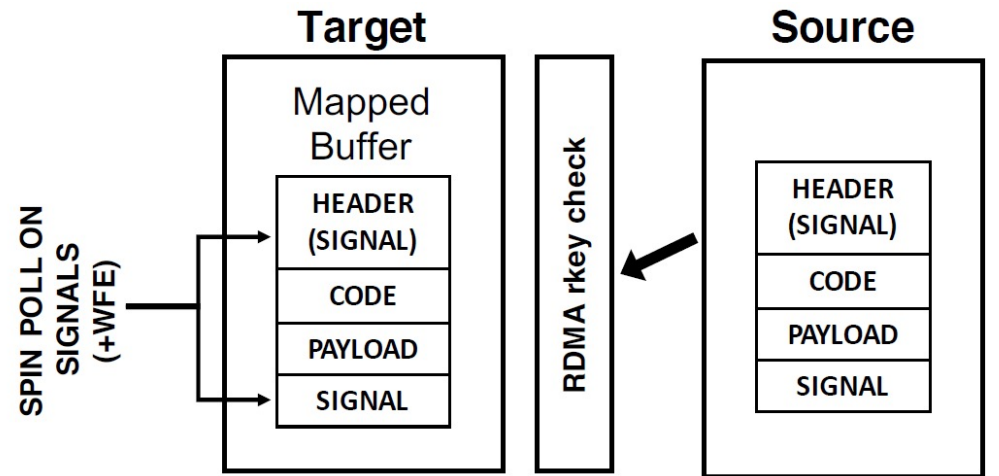 Target
Source
Mapped
Buffer
HEADER
(SIGNAL)
CODE
PAYLOAD
SIGNAL
SPIN POLL ON
SIGNALS
(+WFE)
RDMA rkey check
HEADER
(SIGNAL)
CODE
PAYLOAD
SIGNAL